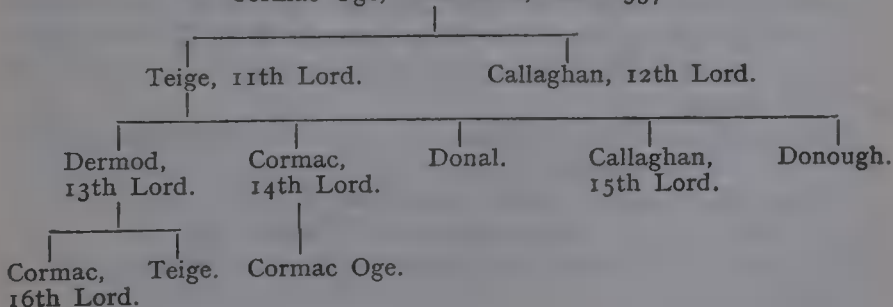 Teige, 11th Lord. Callaghan, 12th Lord.
Dermod, Cormac, Donal. Callaghan, Donough.
13th Lord. 14th Lord. 15th Lord.
Cormac, Teige. Cormac Oge.
16th Lord.